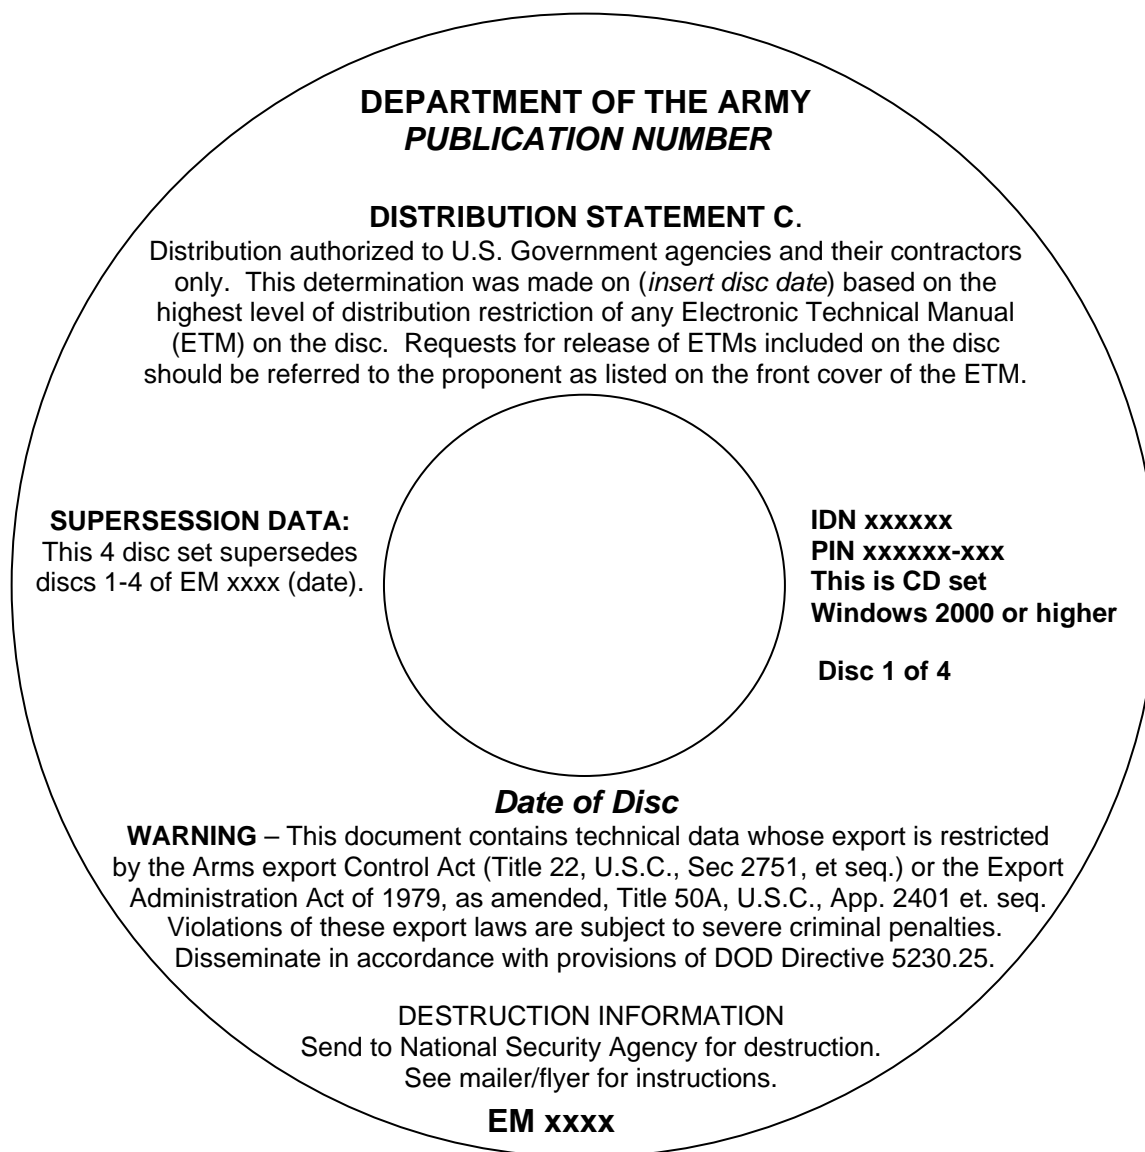 DEPARTMENT OF THE ARMY
PUBLICATION NUMBER
DISTRIBUTION STATEMENT C.
Distribution authorized to U.S. Government agencies and their contractors
only.  This determination was made on (insert disc date) based on the
highest level of distribution restriction of any Electronic Technical Manual
(ETM) on the disc.  Requests for release of ETMs included on the disc
should be referred to the proponent as listed on the front cover of the ETM.
SUPERSESSION DATA:
This 4 disc set supersedes
discs 1-4 of EM xxxx (date).
IDN xxxxxx
PIN xxxxxx-xxx
This is CD set
Windows 2000 or higher
Disc 1 of 4
Date of Disc
WARNING – This document contains technical data whose export is restricted
by the Arms export Control Act (Title 22, U.S.C., Sec 2751, et seq.) or the Export
Administration Act of 1979, as amended, Title 50A, U.S.C., App. 2401 et. seq.
Violations of these export laws are subject to severe criminal penalties.
Disseminate in accordance with provisions of DOD Directive 5230.25.
DESTRUCTION INFORMATION
Send to National Security Agency for destruction.
See mailer/flyer for instructions.
EM xxxx